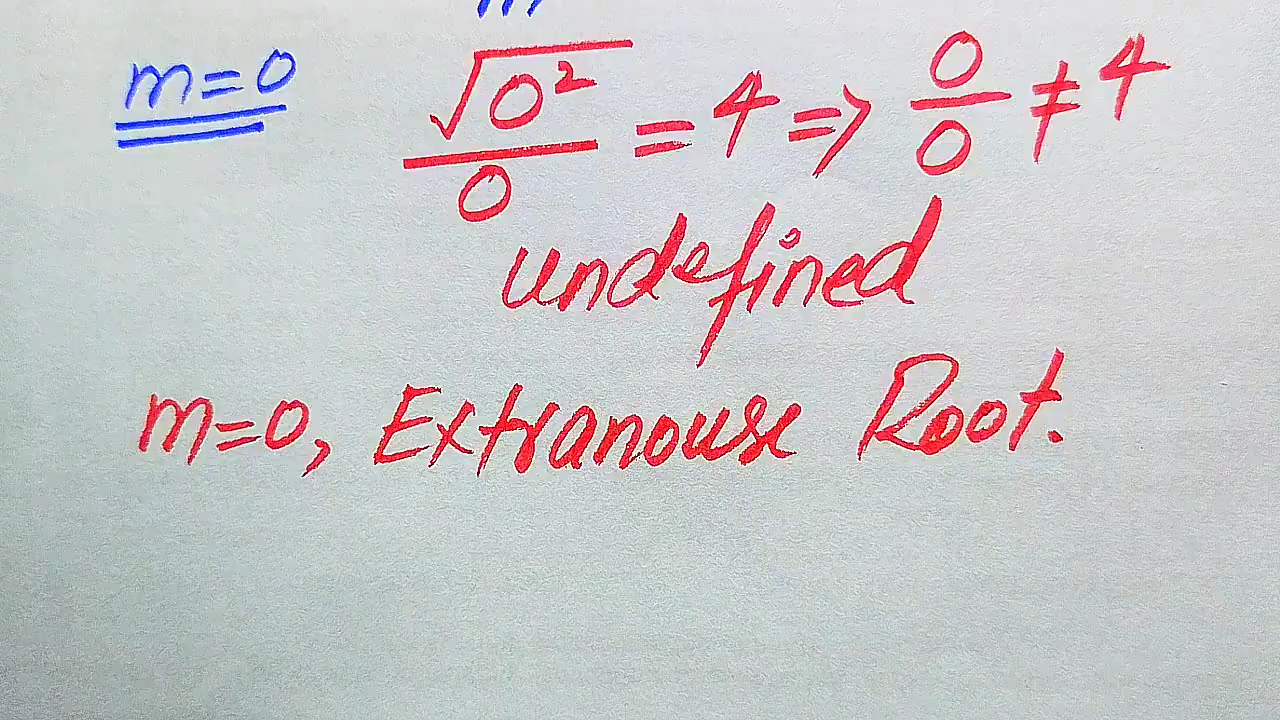 m=0 √0²/0 = 4 => 0/0 ≠ 4
undefined
m=0, Extranouse Root.